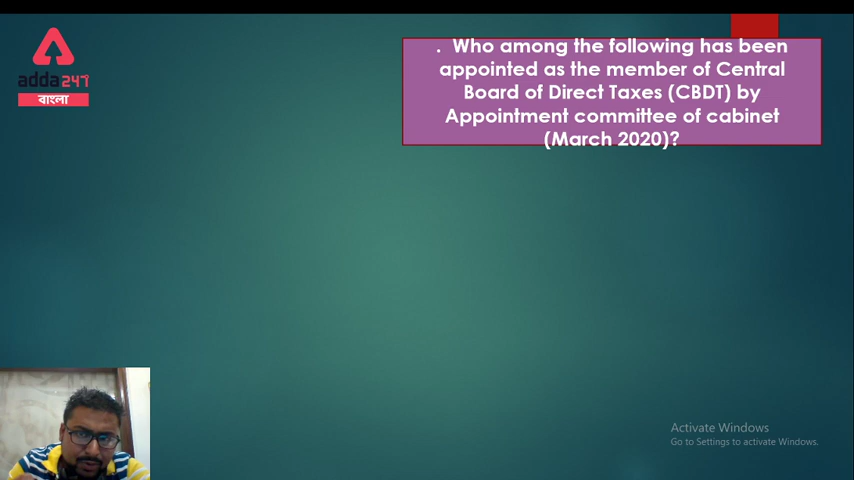 adda247
বাংলা
. Who among the following has been
appointed as the member of Central
Board of Direct Taxes (CBDT) by
Appointment committee of cabinet
(March 2020)?
Activate Windows
Go to Settings to activate Windows.